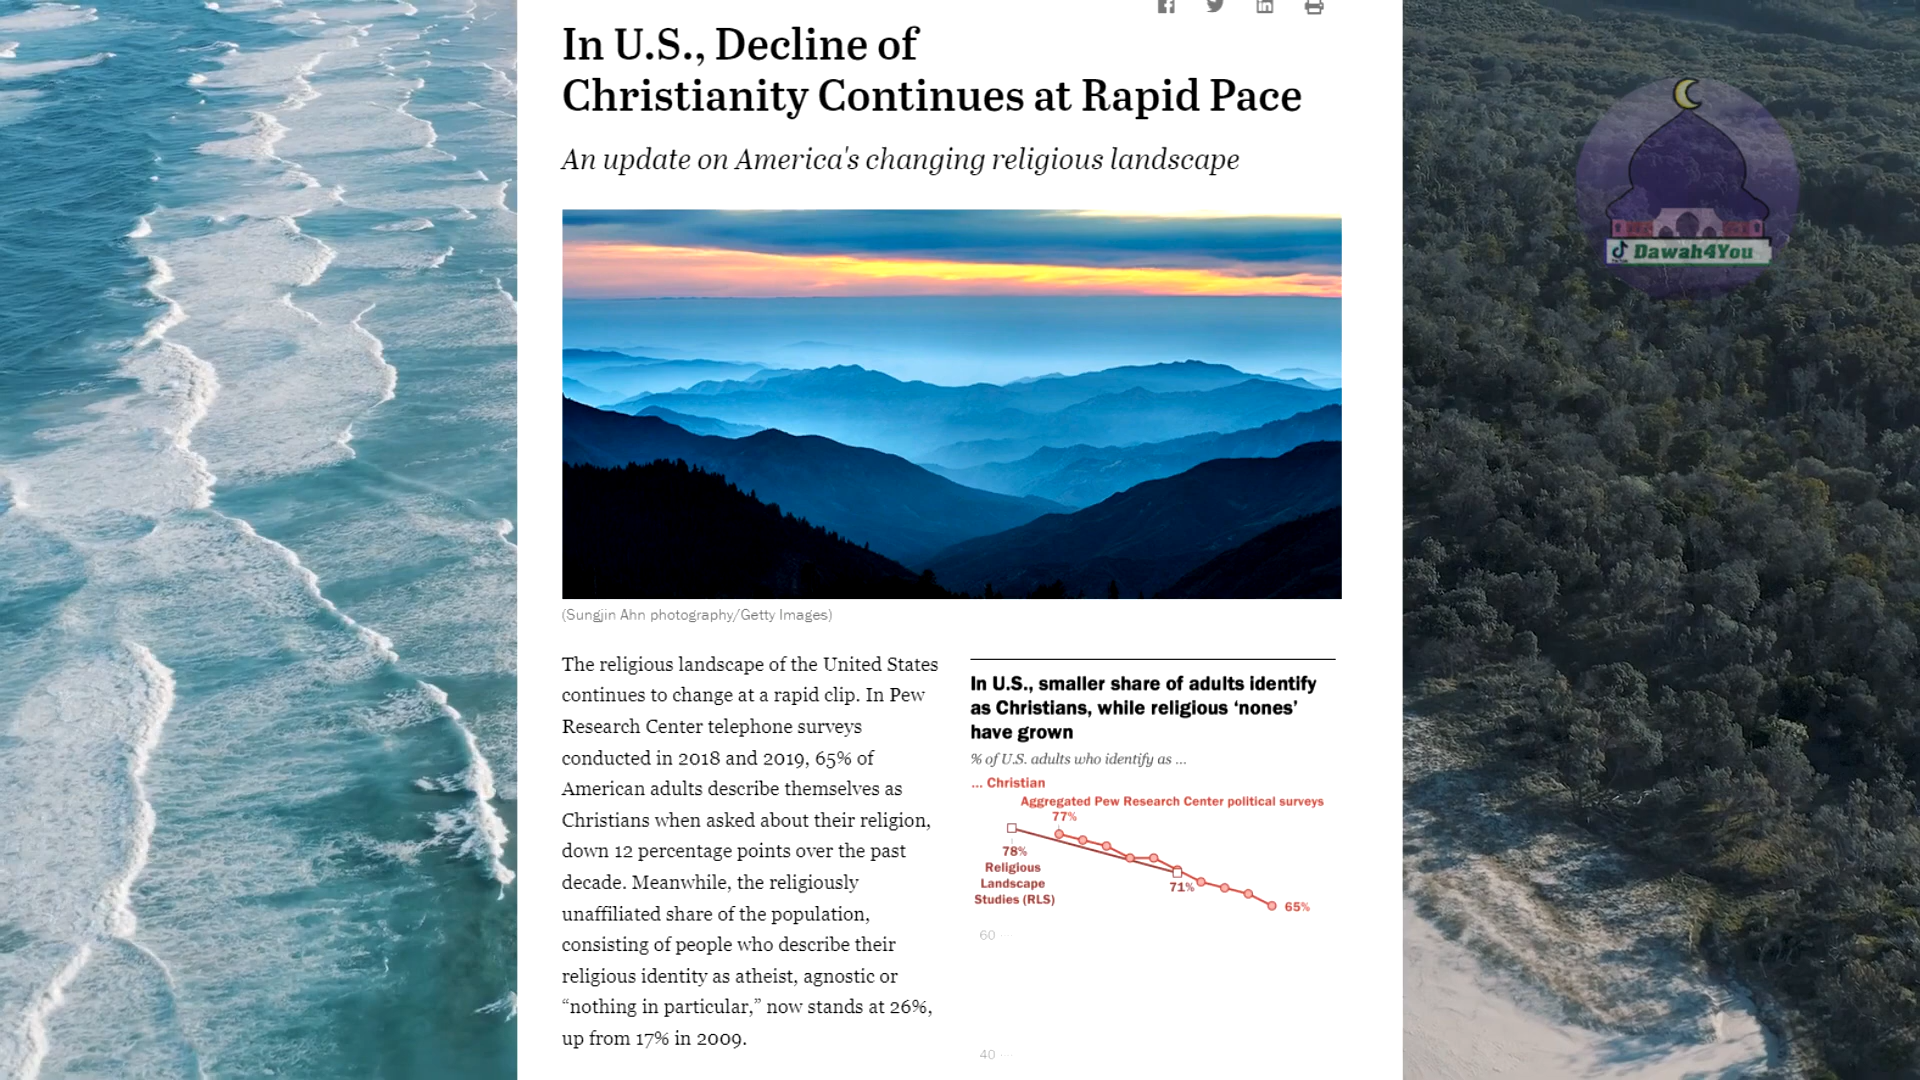 In U.S., Decline of
Christianity Continues at Rapid Pace
An update on America's changing religious landscape
Dawah4You
(Sungjin Ahn photography/Getty Images)
The religious landscape of the United States
continues to change at a rapid clip. In Pew
Research Center telephone surveys
conducted in 2018 and 2019, 65% of
American adults describe themselves as
Christians when asked about their religion,
down 12 percentage points over the past
decade. Meanwhile, the religiously
unaffiliated share of the population,
consisting of people who describe their
religious identity as atheist, agnostic or
“nothing in particular,” now stands at 26%,
up from 17% in 2009.
In U.S., smaller share of adults identify
as Christians, while religious ‘nones’
have grown
% of U.S. adults who identify as ...
... Christian
Aggregated Pew Research Center political surveys
77%
78%
Religious
Landscape
Studies (RLS)
71%
65%
60
40